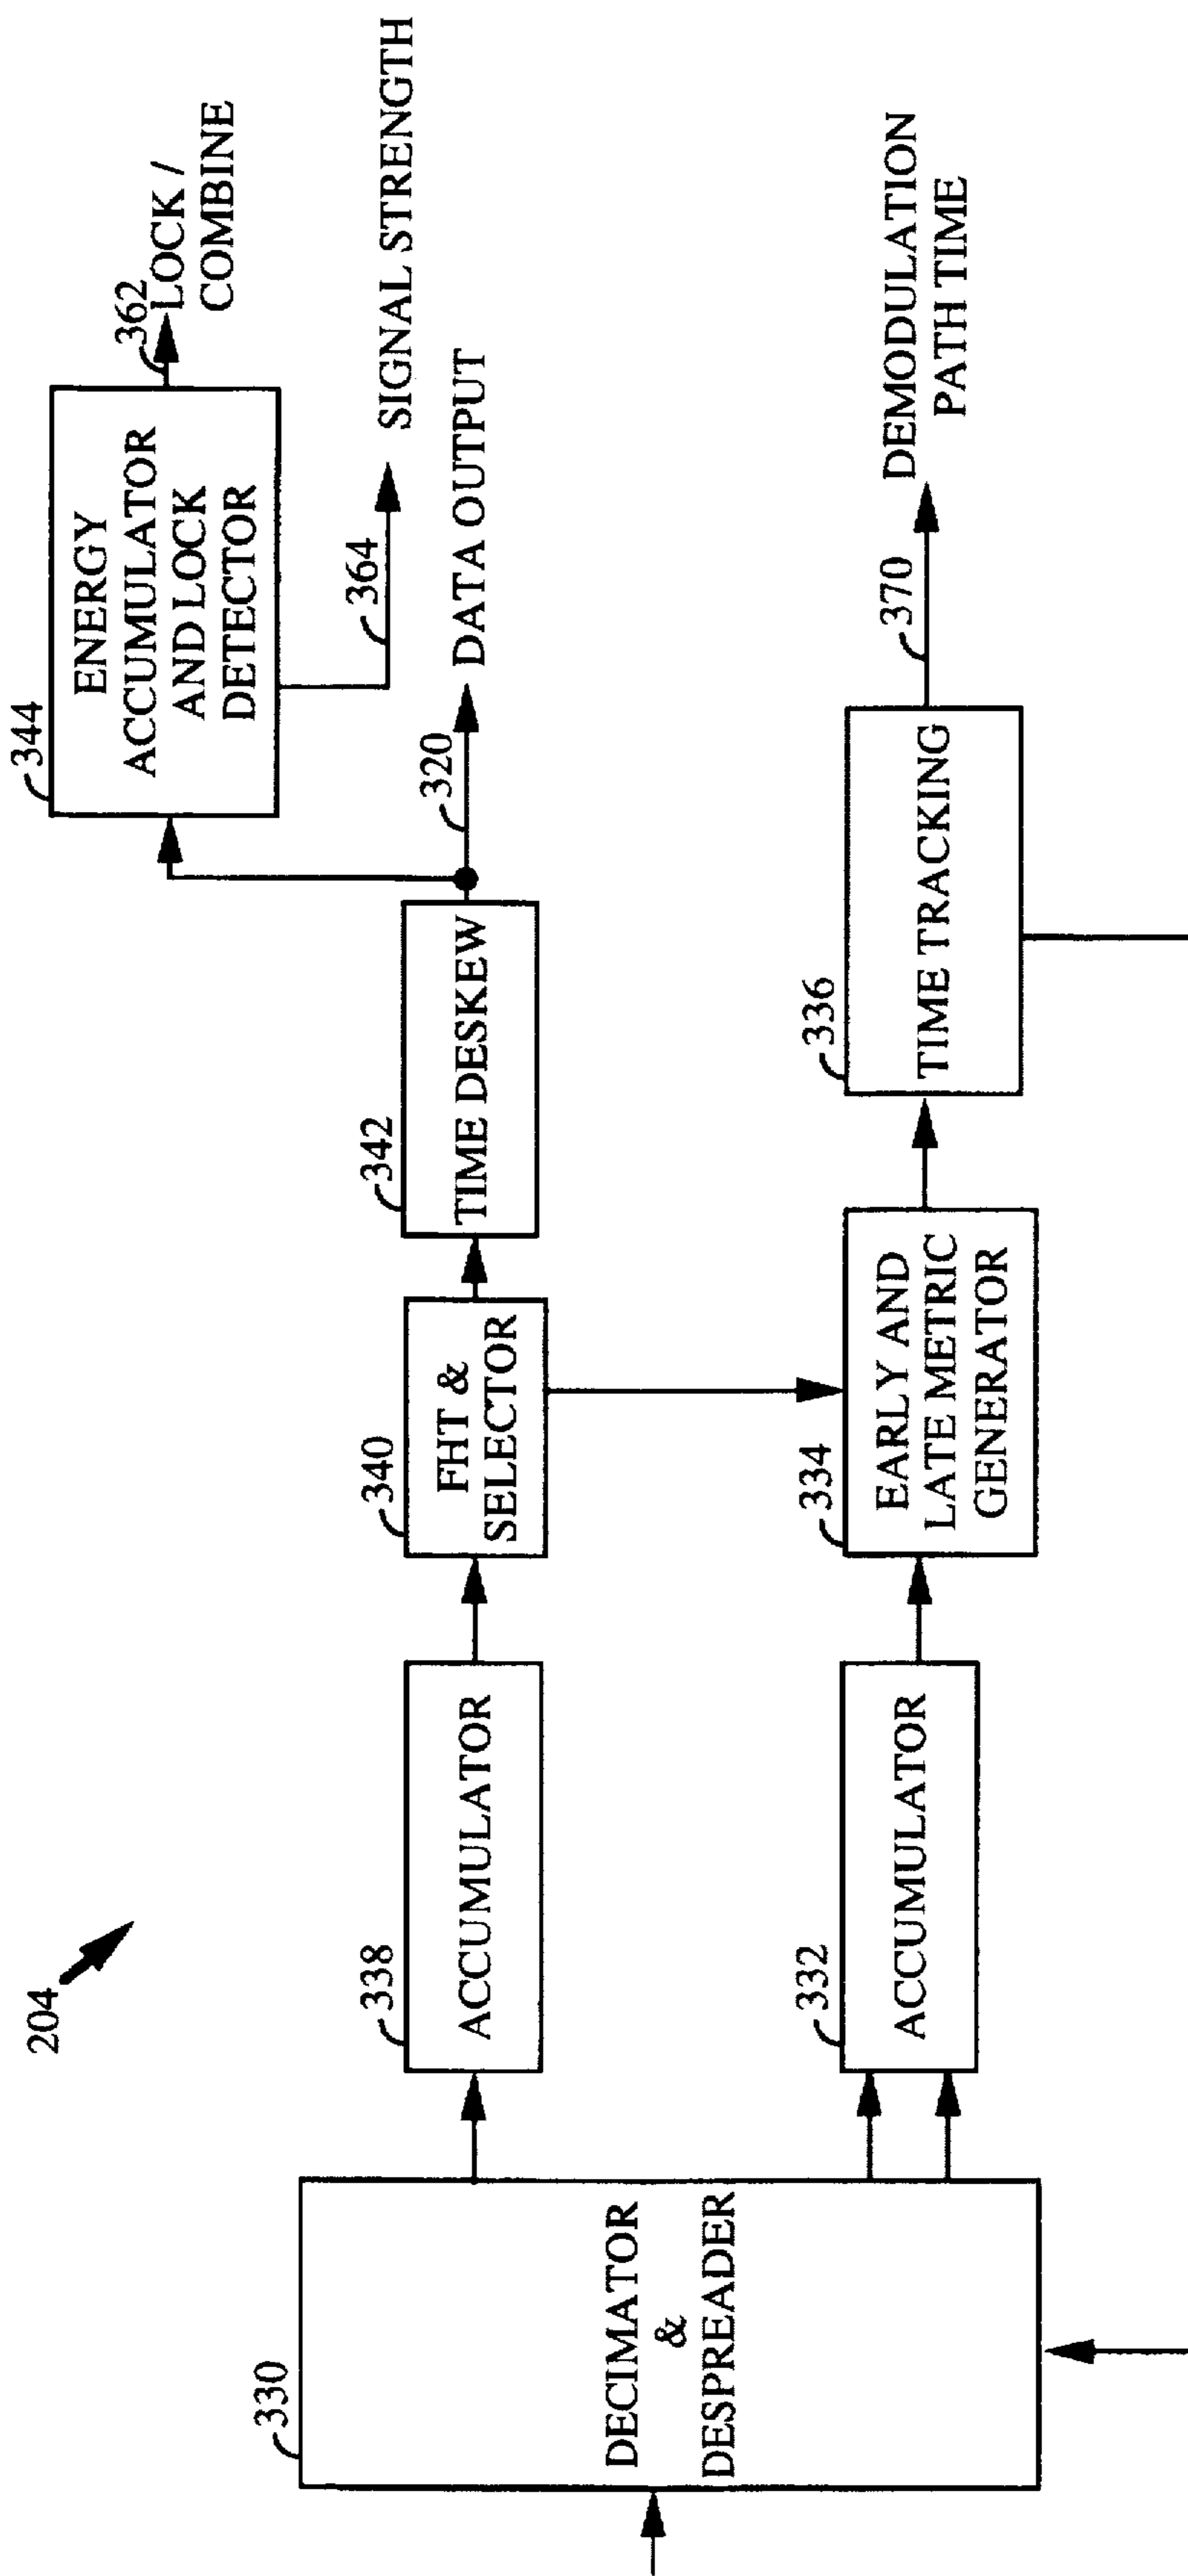 204
330
DECIMATOR
&
DESPREADER
338
ACCUMULATOR
340
FHT &
SELECTOR
342
TIME DESKEW
344
ENERGY
ACCUMULATOR
AND LOCK
DETECTOR
362
LOCK /
COMBINE
364
SIGNAL STRENGTH
320
DATA OUTPUT
332
ACCUMULATOR
334
EARLY AND
LATE METRIC
GENERATOR
336
TIME TRACKING
370
DEMODULATION
PATH TIME